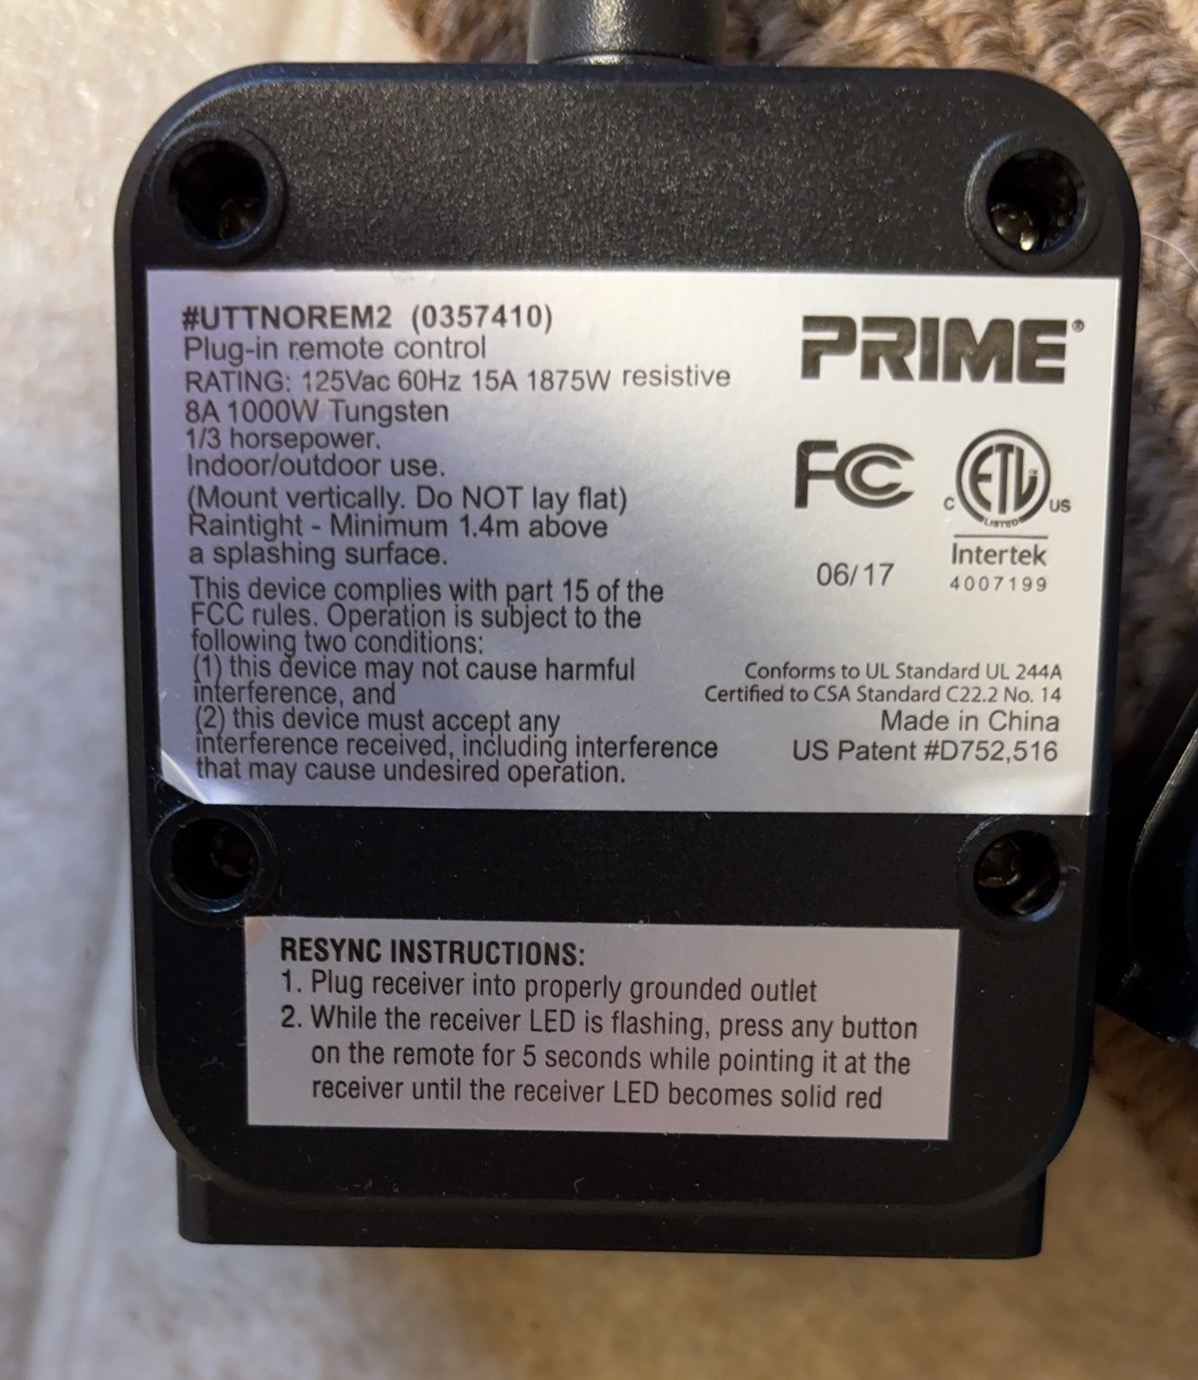 #UTTNOREM2 (0357410)
Plug-in remote control
RATING: 125Vac 60Hz 15A 1875W resistive
8A 1000W Tungsten
1/3 horsepower.
Indoor/outdoor use.
(Mount vertically. Do NOT lay flat)
Raintight - Minimum 1.4m above
a splashing surface.
This device complies with part 15 of the
FCC rules. Operation is subject to the
following two conditions:
(1) this device may not cause harmful
interference, and
(2) this device must accept any
interference received, including interference
that may cause undesired operation.
PRIME®
FC
C ETL US
LISTED
Intertek
4007199
06/17
Conforms to UL Standard UL 244A
Certified to CSA Standard C22.2 No. 14
Made in China
US Patent #D752,516
RESYNC INSTRUCTIONS:
1. Plug receiver into properly grounded outlet
2. While the receiver LED is flashing, press any button
on the remote for 5 seconds while pointing it at the
receiver until the receiver LED becomes solid red